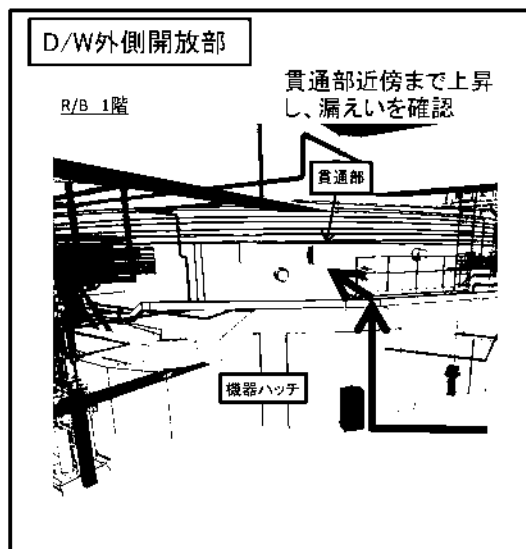 D/W外側開放部
R/B 1階
貫通部近傍まで上昇
し、漏えいを確認
貫通部
機器ハッチ